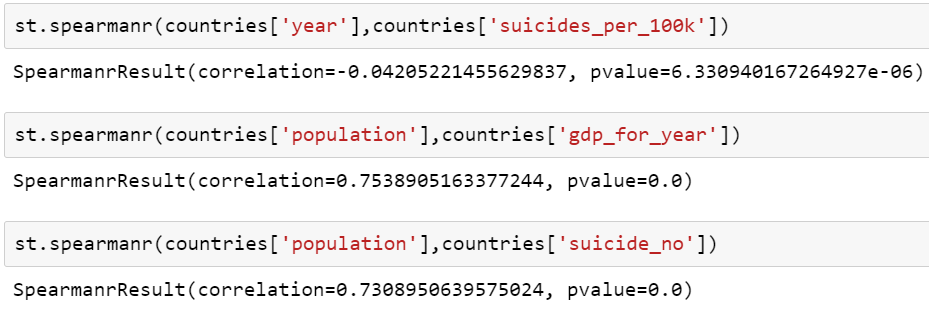 st.spearmanr(countries['year'],countries['suicides_per_100k'])
SpearmanrResult(correlation=-0.04205221455629837, pvalue=6.330940167264927e-06)
st.spearmanr(countries['population'],countries['gdp_for_year'])
SpearmanrResult(correlation=0.7538905163377244, pvalue=0.0)
st.spearmanr(countries['population'],countries['suicide_no'])
SpearmanrResult(correlation=0.7308950639575024, pvalue=0.0)